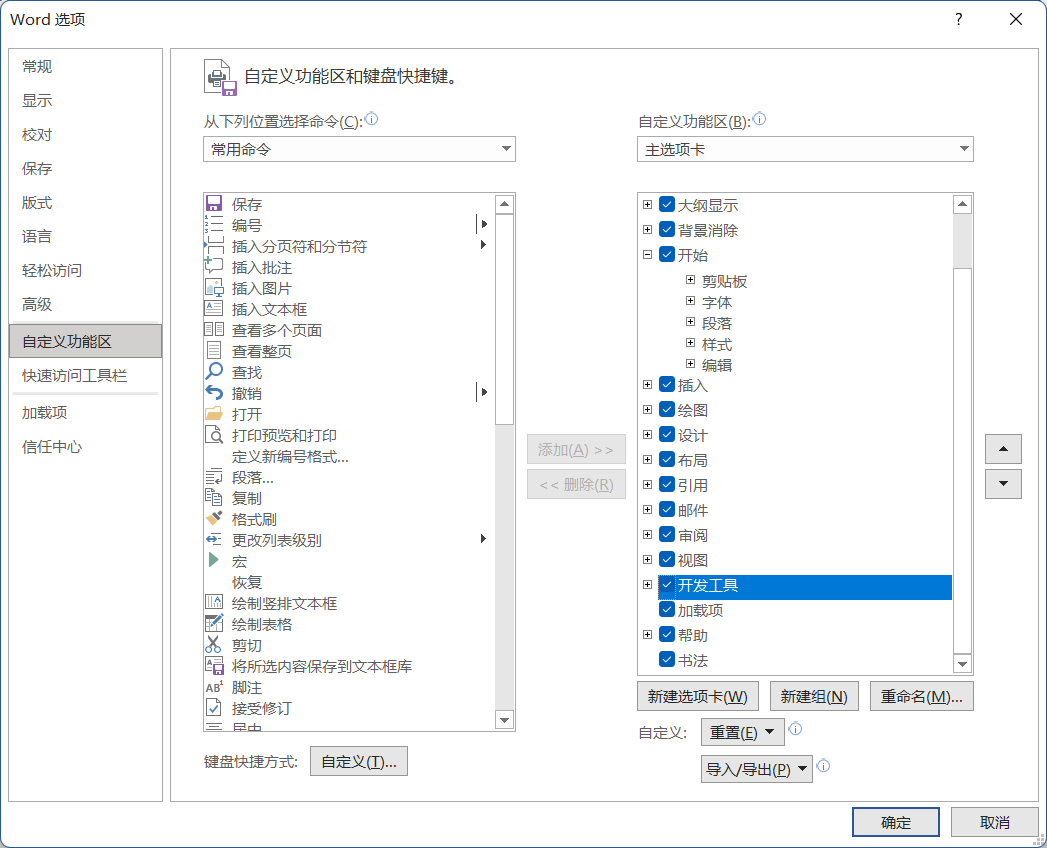 Word 选项
?
常规
显示
校对
保存
版式
语言
轻松访问
高级
自定义功能区
快速访问工具栏
加载项
信任中心
自定义功能区和键盘快捷键。
从下列位置选择命令(C):
常用命令
保存
编号
插入分页符和分节符
插入批注
插入图片
插入文本框
查看多个页面
查看整页
查找
撤销
打开
打印预览和打印
定义新编号格式...
段落...
复制
格式刷
更改列表级别
宏
恢复
绘制竖排文本框
绘制表格
剪切
将所选内容保存到文本框库
脚注
接受修订
居中
键盘快捷方式: 自定义(T)...
添加(A) >>
<< 删除(R)
自定义功能区(B):
主选项卡
大纲显示
背景消除
开始
剪贴板
字体
段落
样式
编辑
插入
绘图
设计
布局
引用
邮件
审阅
视图
开发工具
加载项
帮助
书法
新建选项卡(W) 新建组(N) 重命名(M)...
自定义: 重置(E)
导入/导出(P)
确定 取消